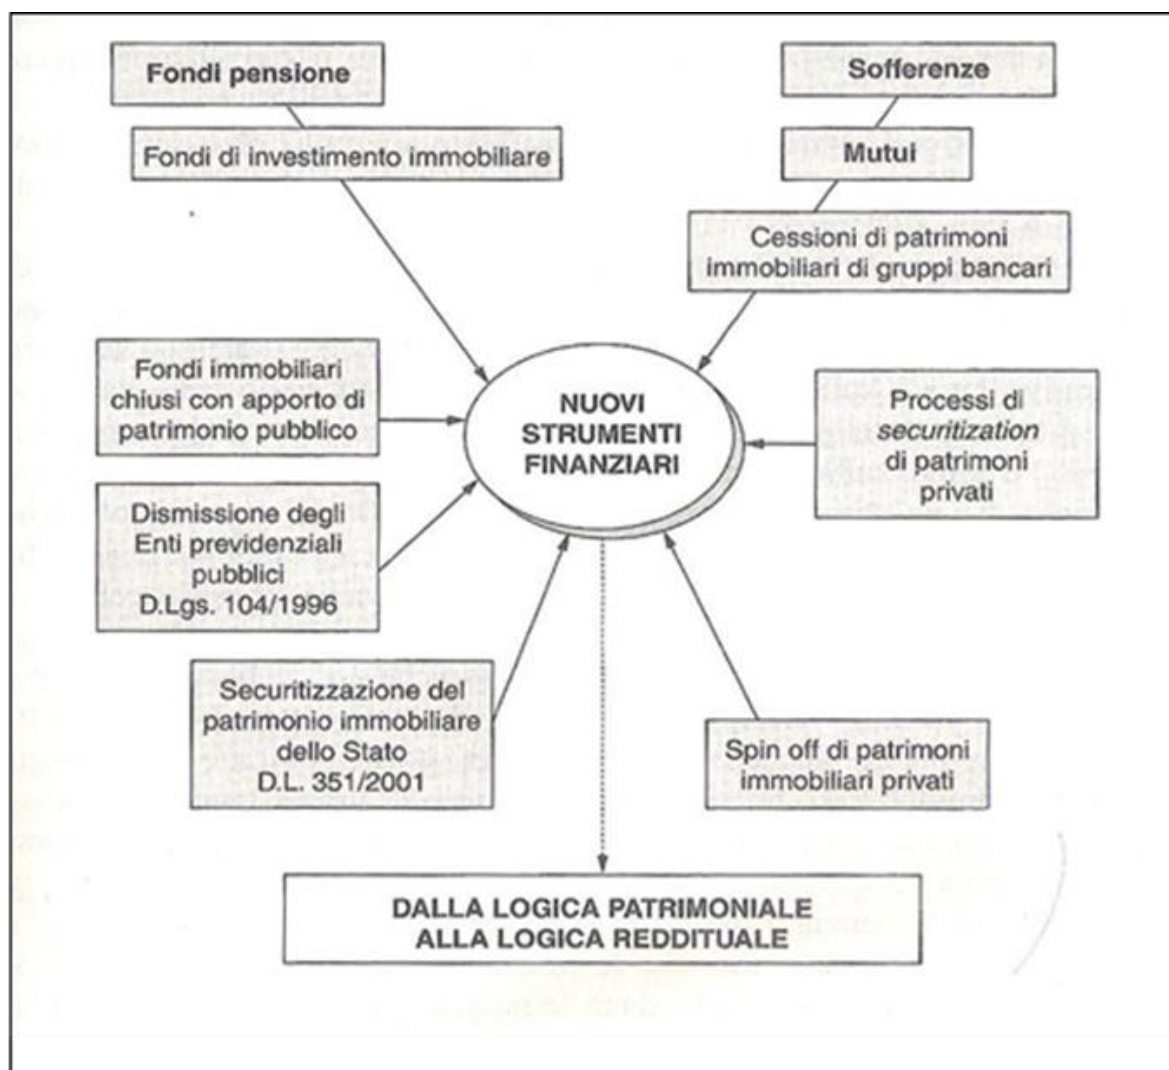 Fondi pensione
Fondi di investimento immobiliare
Sofferenze
Mutui
Cessioni di patrimoni
immobiliari di gruppi bancari
Fondi immobiliari
chiusi con apporto di
patrimonio pubblico
NUOVI
STRUMENTI
FINANZIARI
Processi di
securitization
di patrimoni
privati
Dismissione degli
Enti previdenziali
pubblici
D.Lgs. 104/1996
Securitizzazione del
patrimonio immobiliare
dello Stato
D.L. 351/2001
Spin off di patrimoni
immobiliari privati
DALLA LOGICA PATRIMONIALE
ALLA LOGICA REDDITUALE